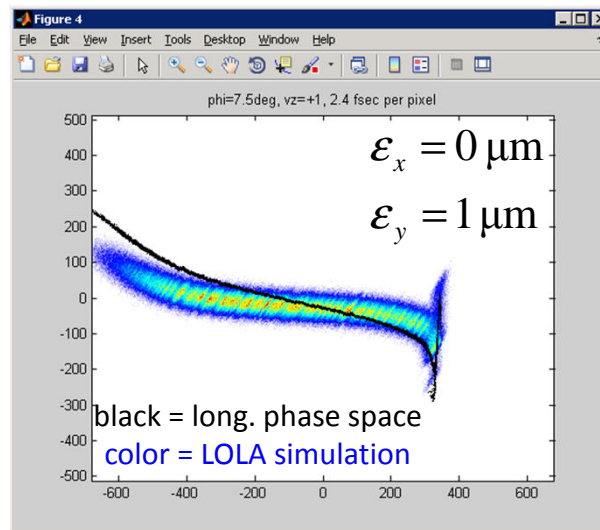 Figure 4
File Edit View Insert Tools Desktop Window Help
phi=7.5deg, vz=+1, 2.4 fsec per pixel
500
400
300
200
100
0
-100
-200
-300
-400
-500
εx = 0 μm
εy = 1 μm
black = long. phase space
color = LOLA simulation
-600 -400 -200 0 200 400 600